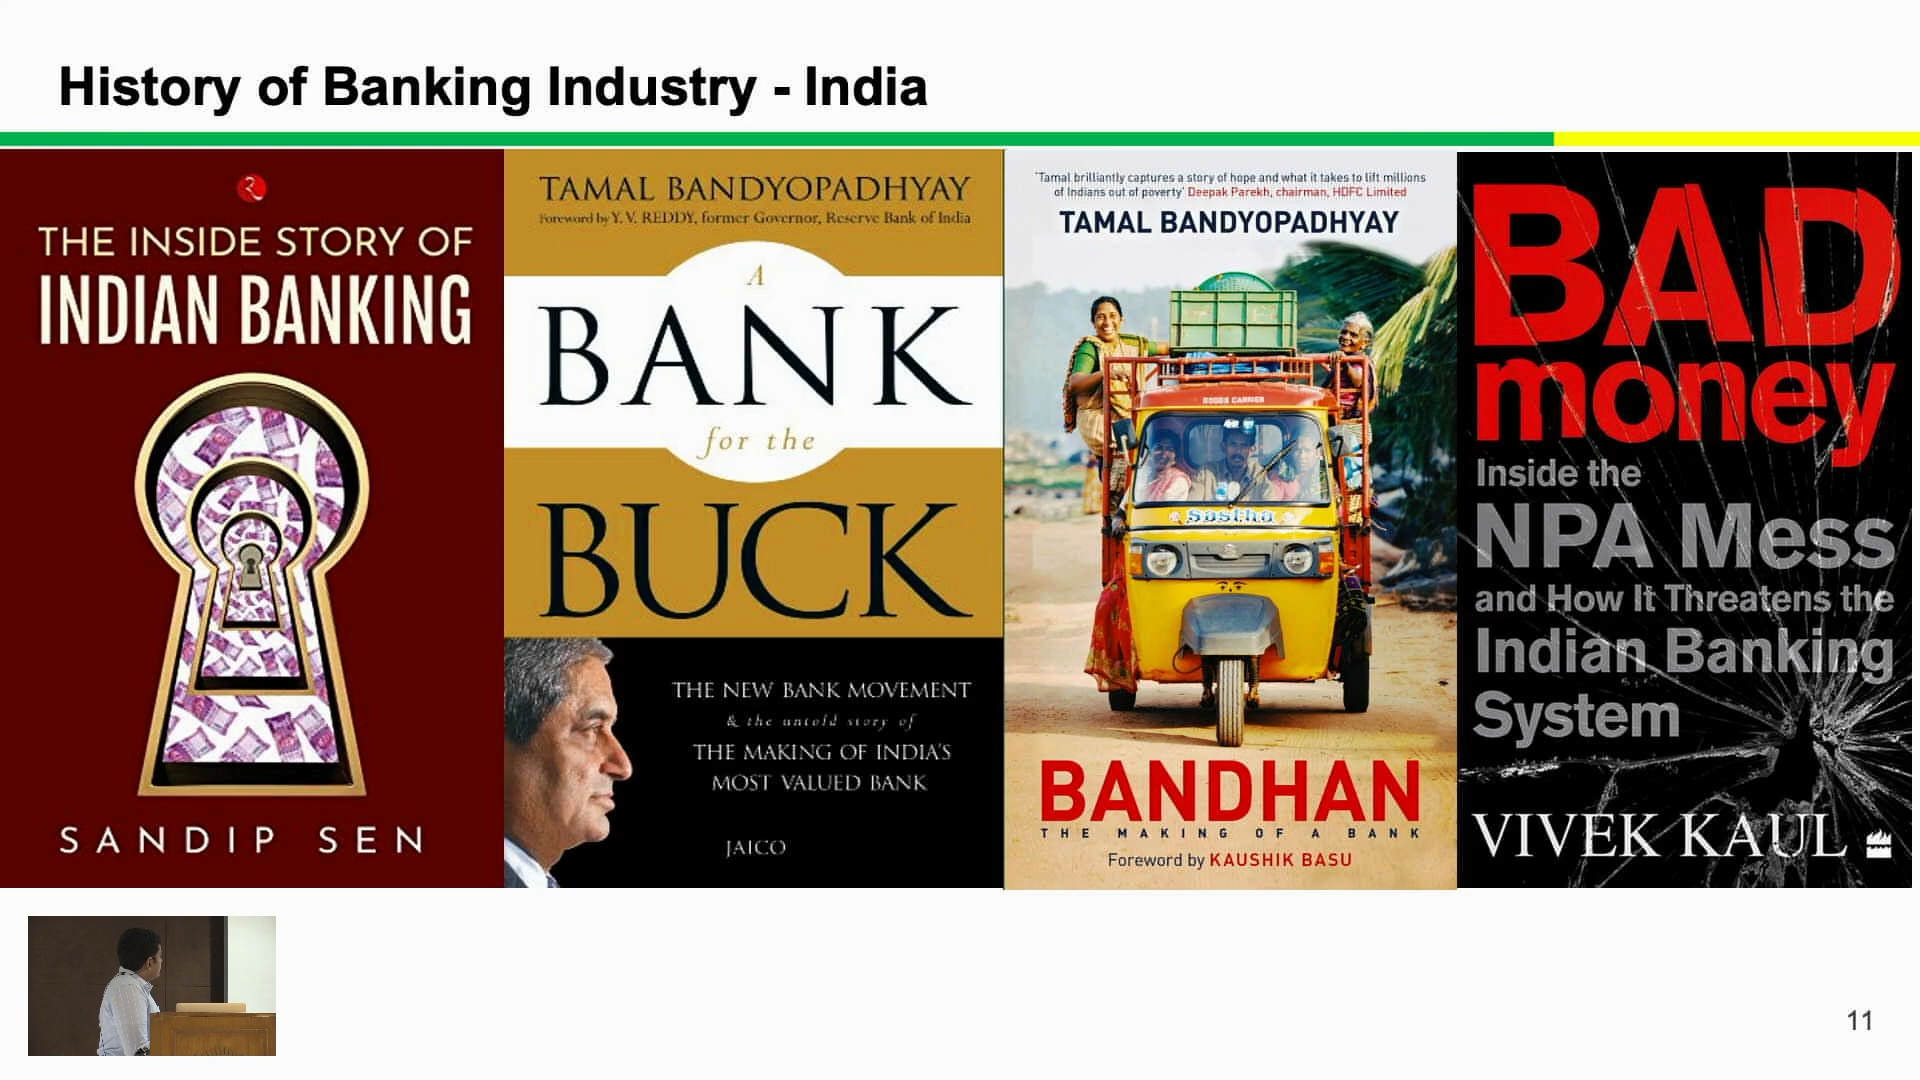 History of Banking Industry - India
THE INSIDE STORY OF
INDIAN BANKING
SANDIP SEN
TAMAL BANDYOPADHYAY
Foreword by Y. V. REDDY, former Governor, Reserve Bank of India
A
BANK
for the
BUCK
THE NEW BANK MOVEMENT
& the untold story of
THE MAKING OF INDIA'S
MOST VALUED BANK
JAICO
'Tamal brilliantly captures a story of hope and what it takes to lift millions
of Indians out of poverty' Deepak Parekh, chairman, HDFC Limited
TAMAL BANDYOPADHYAY
GOODS CARRIER
Sastha
BANDHAN
THE MAKING OF A BANK
Foreword by KAUSHIK BASU
BAD
money
Inside the
NPA Mess
and How It Threatens the
Indian Banking
System
VIVEK KAUL
11